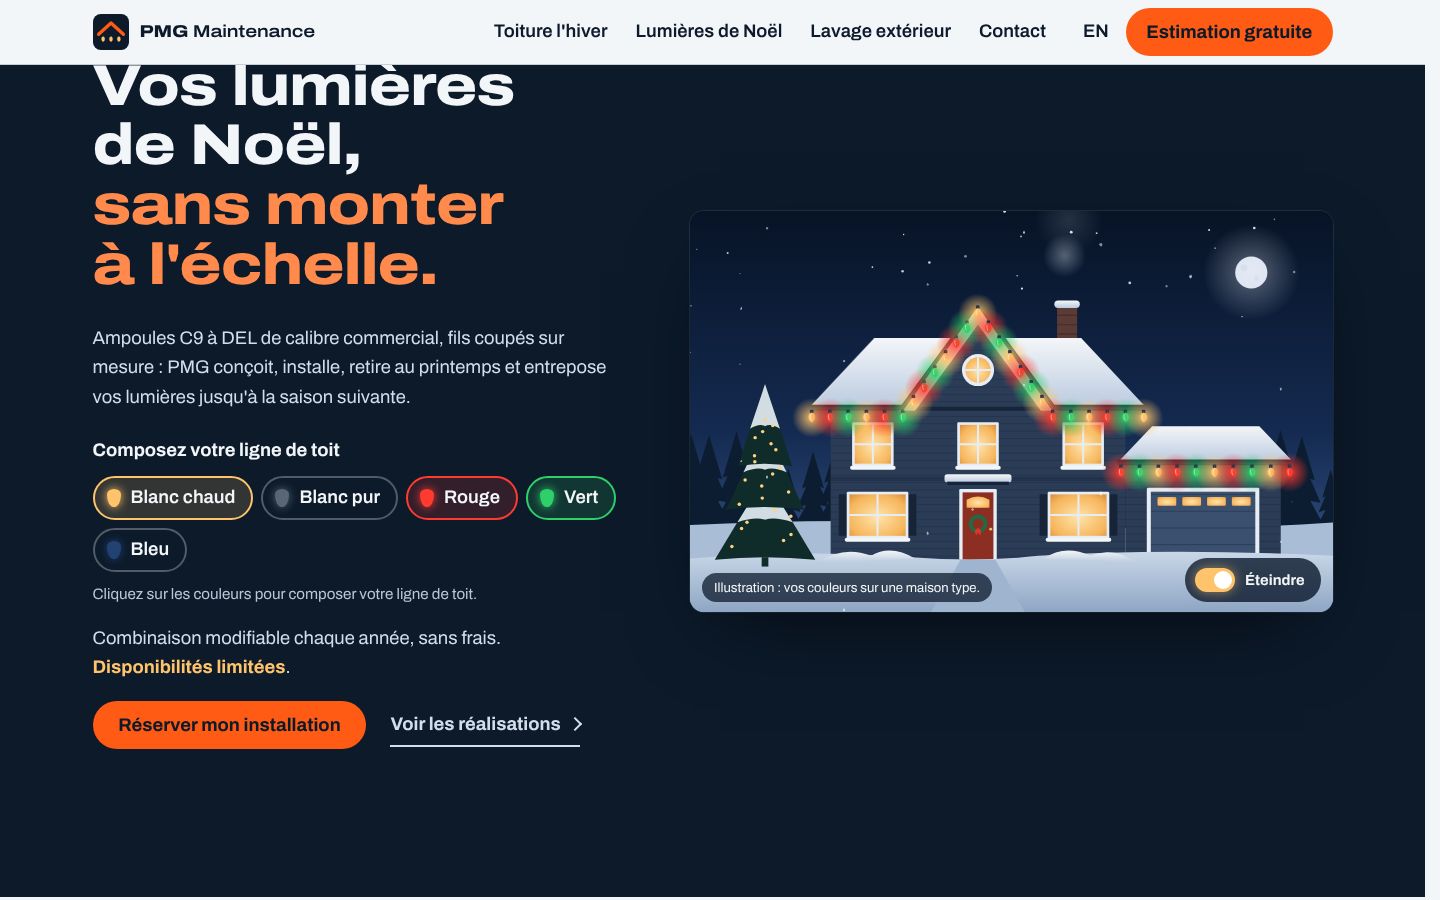 PMG Maintenance
Toiture l'hiver
Lumières de Noël
Lavage extérieur
Contact
EN
Estimation gratuite
Vos lumières
de Noël,
sans monter
à l'échelle.
Ampoules C9 à DEL de calibre commercial, fils coupés sur
mesure : PMG conçoit, installe, retire au printemps et entrepose
vos lumières jusqu'à la saison suivante.
Composez votre ligne de toit
Blanc chaud
Blanc pur
Rouge
Vert
Bleu
Cliquez sur les couleurs pour composer votre ligne de toit.
Combinaison modifiable chaque année, sans frais.
Disponibilités limitées.
Réserver mon installation
Voir les réalisations
Illustration : vos couleurs sur une maison type.
Éteindre